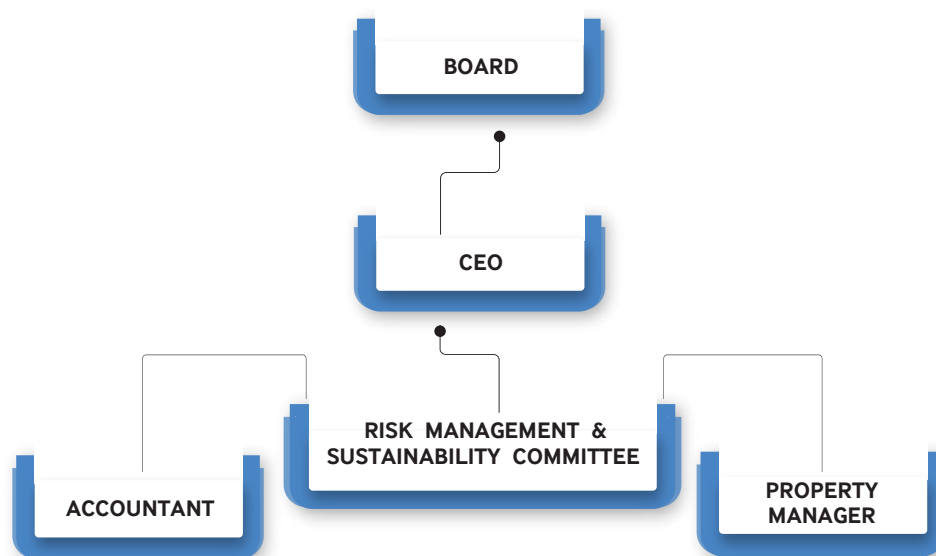 BOARD
CEO
RISK MANAGEMENT &
SUSTAINABILITY COMMITTEE
ACCOUNTANT
PROPERTY
MANAGER